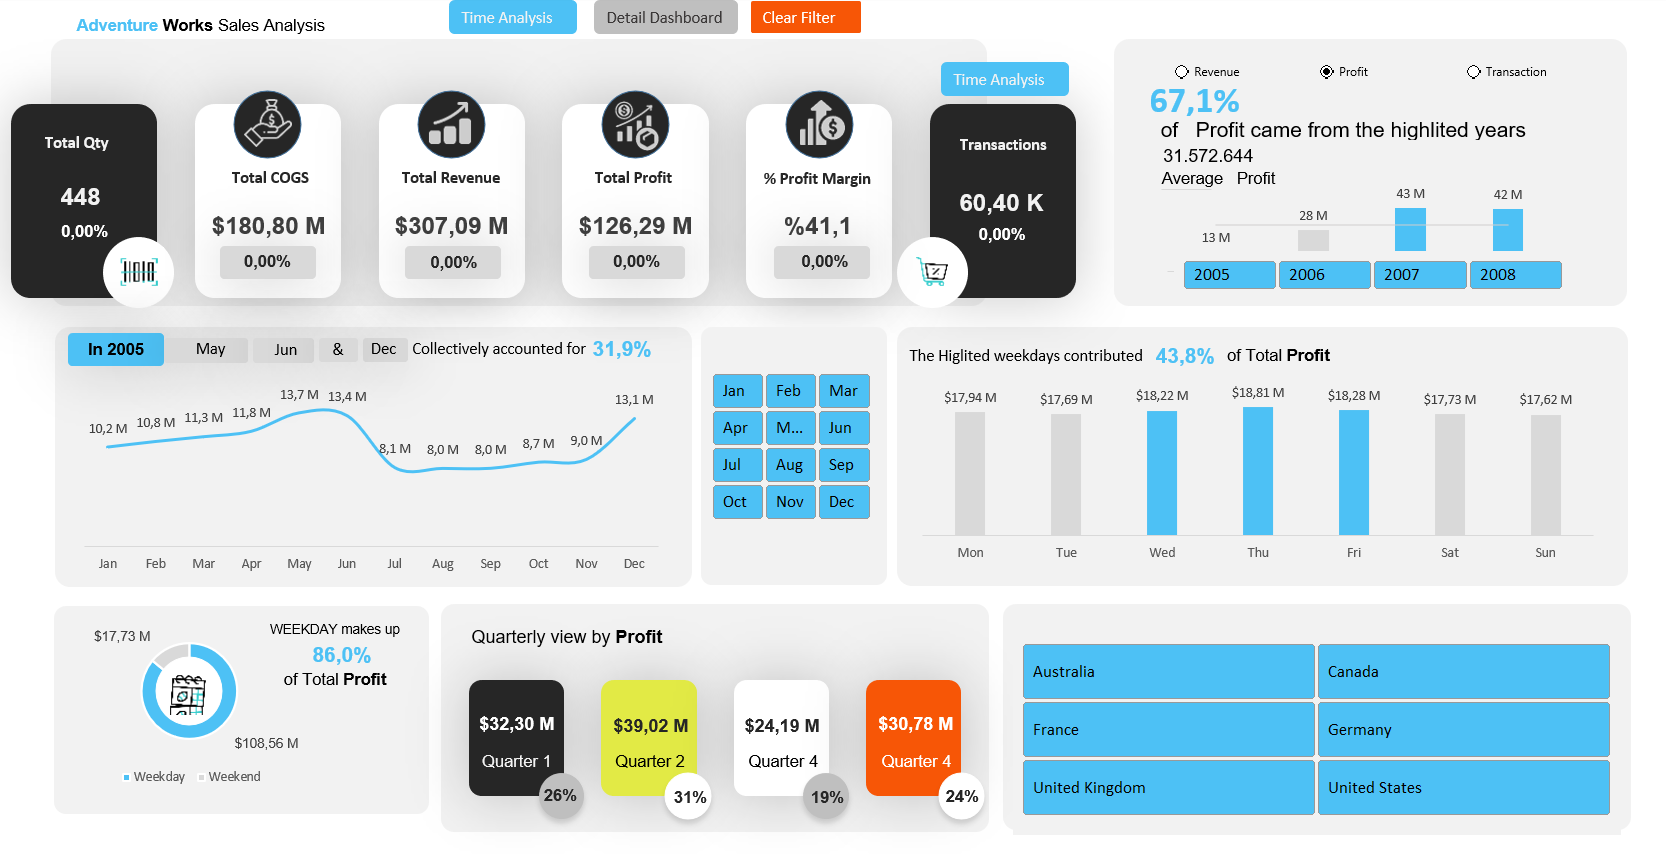 Adventure Works Sales Analysis
Time Analysis
Detail Dashboard
Clear Filter
Time Analysis
Total Qty
448
0,00%
Total COGS
$180,80 M
0,00%
Total Revenue
$307,09 M
0,00%
Total Profit
$126,29 M
0,00%
% Profit Margin
%41,1
0,00%
Transactions
60,40 K
0,00%
Revenue
Profit
Transaction
67,1%
of Profit came from the highlited years
31.572.644
Average Profit
13 M
28 M
43 M
42 M
2005
2006
2007
2008
In 2005 May Jun & Dec Collectively accounted for 31,9%
10,2 M
10,8 M
11,3 M
11,8 M
13,7 M
13,4 M
8,1 M
8,0 M
8,0 M
8,7 M
9,0 M
13,1 M
Jan
Feb
Mar
Apr
May
Jun
Jul
Aug
Sep
Oct
Nov
Dec
Jan
Feb
Mar
Apr
M...
Jun
Jul
Aug
Sep
Oct
Nov
Dec
The Higlited weekdays contributed 43,8% of Total Profit
$17,94 M
$17,69 M
$18,22 M
$18,81 M
$18,28 M
$17,73 M
$17,62 M
Mon
Tue
Wed
Thu
Fri
Sat
Sun
$17,73 M
$108,56 M
Weekday
Weekend
WEEKDAY makes up
86,0%
of Total Profit
Quarterly view by Profit
$32,30 M
Quarter 1
26%
$39,02 M
Quarter 2
31%
$24,19 M
Quarter 4
19%
$30,78 M
Quarter 4
24%
Australia
Canada
France
Germany
United Kingdom
United States